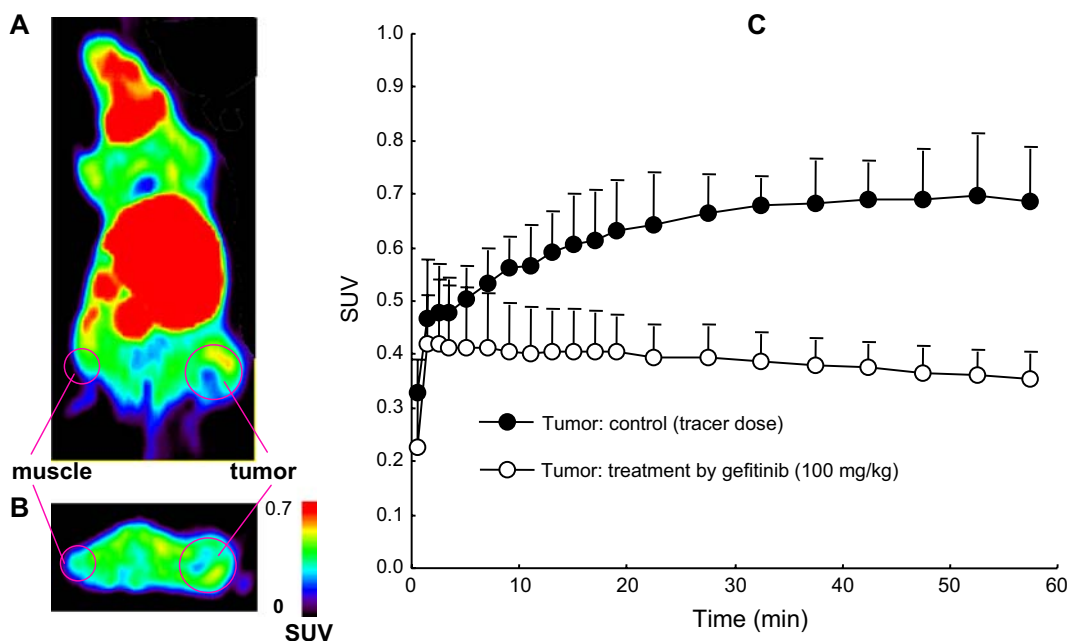 A
muscle
tumor
B
0.7
0
SUV
C
SUV
1.0
0.9
0.8
0.7
0.6
0.5
0.4
0.3
0.2
0.1
0.0
Tumor: control (tracer dose)
Tumor: treatment by gefitinib (100 mg/kg)
0 10 20 30 40 50 60
Time (min)